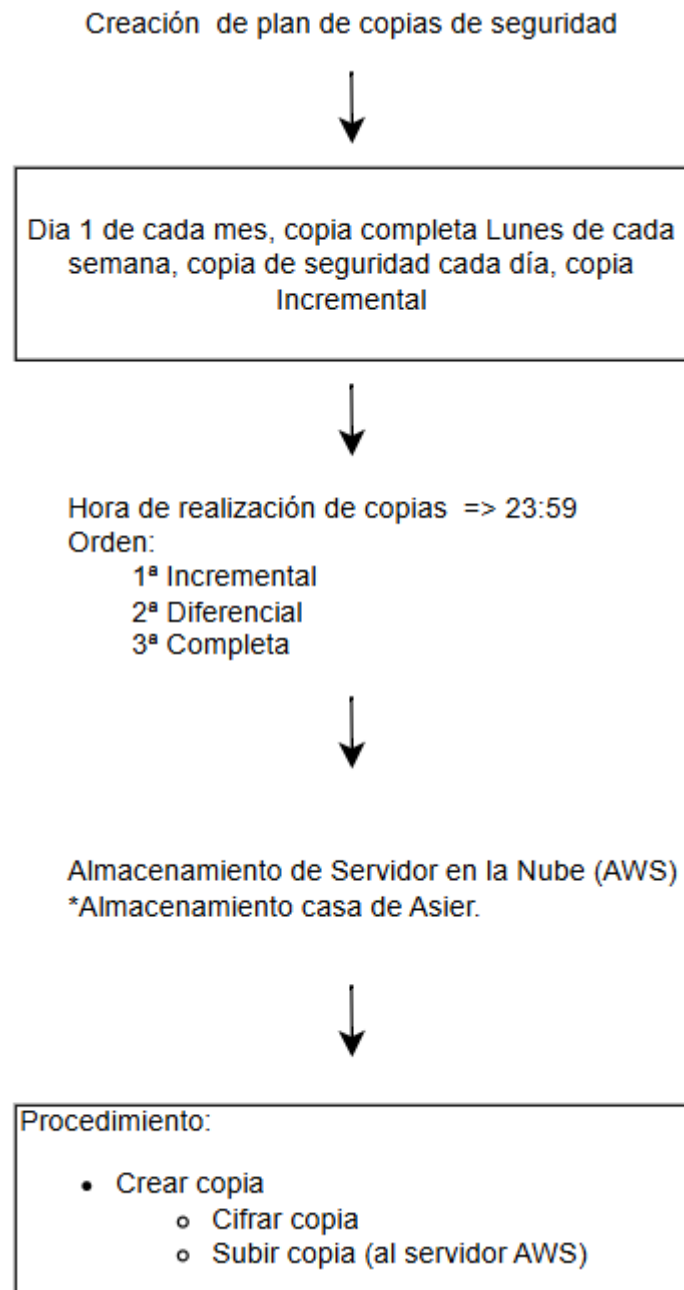 Creación de plan de copias de seguridad
Dia 1 de cada mes, copia completa Lunes de cada
semana, copia de seguridad cada día, copia
Incremental
Hora de realización de copias => 23:59
Orden:
1ª Incremental
2ª Diferencial
3ª Completa
Almacenamiento de Servidor en la Nube (AWS)
*Almacenamiento casa de Asier.
Procedimiento:
• Crear copia
o Cifrar copia
o Subir copia (al servidor AWS)